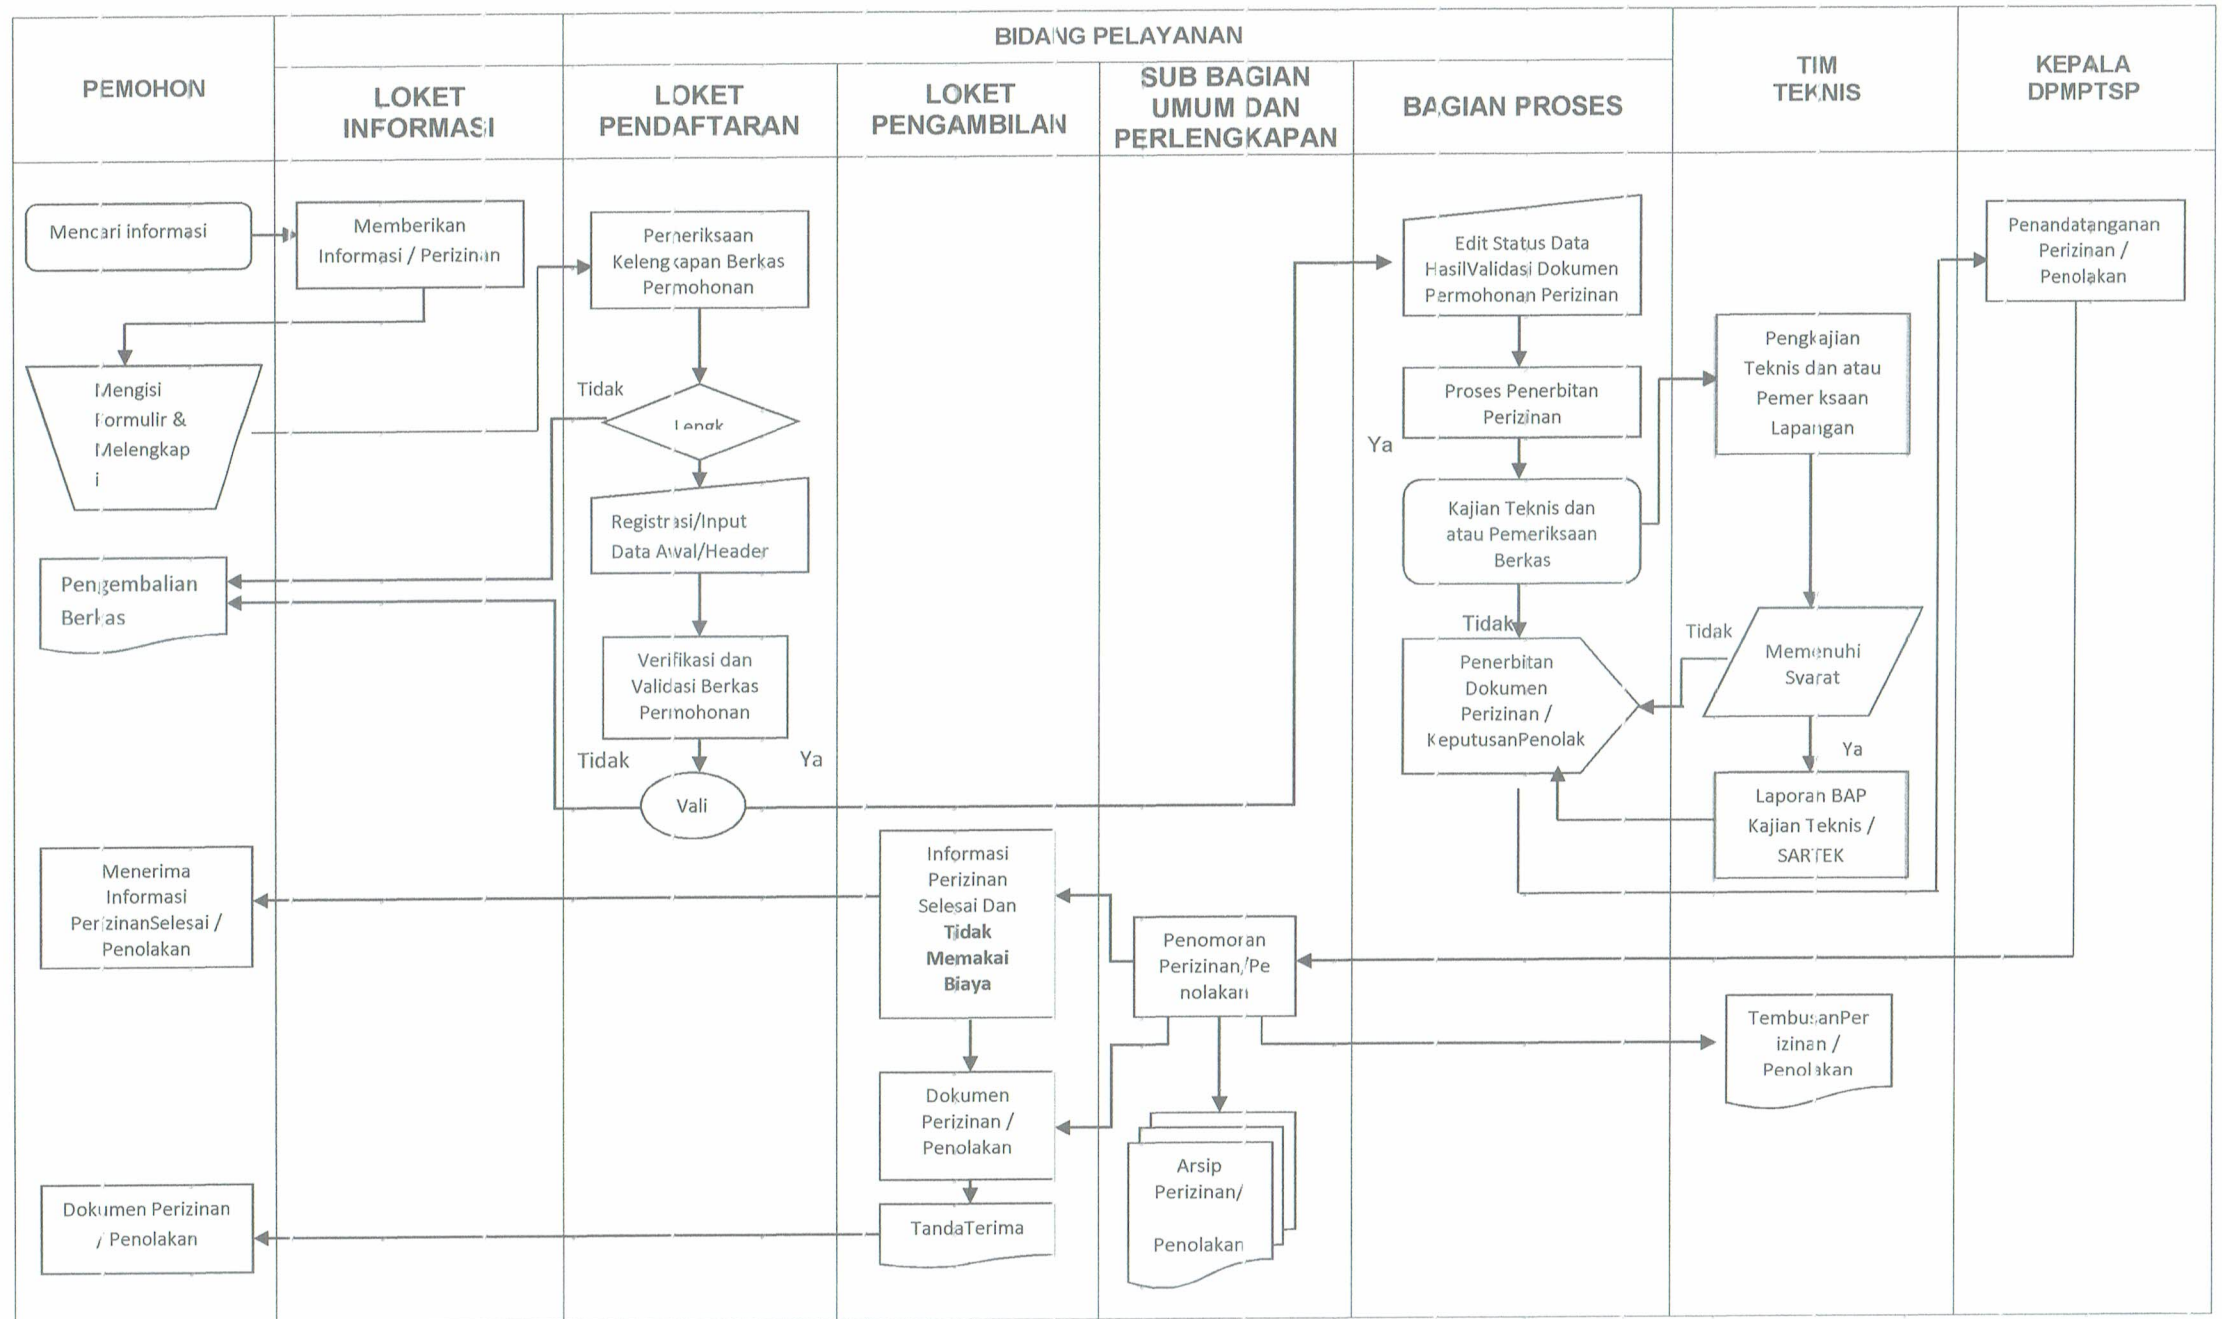 BIDANG PELAYANAN
PEMOHON
LOKET
INFORMASI
LOKET
PENDAFTARAN
LOKET
PENGAMBILAN
SUB BAGIAN
UMUM DAN
PERLENGKAPAN
BAGIAN PROSES
TIM
TEKNIS
KEPALA
DPMPTSP
Mencari informasi
Memberikan
Informasi / Perizinan
Pemeriksaan
Kelengkapan Berkas
Permohonan
Edit Status Data
HasilValidasi Dokumen
Permohonan Perizinan
Penandatanganan
Perizinan /
Penolakan
Mengisi
Formulir &
Melengkap
i
Tidak
Lengk
Proses Penerbitan
Perizinan
Ya
Pengkajian
Teknis dan atau
Pemeriksaan
Lapangan
Registrasi/Input
Data Awal/Header
Kajian Teknis dan
atau Pemeriksaan
Berkas
Pengembalian
Berkas
Verifikasi dan
Validasi Berkas
Permohonan
Tidak
Penerbitan
Dokumen
Perizinan /
KeputusanPenolak
Tidak
Memenuhi
Syarat
Tidak
Ya
Vali
Ya
Laporan BAP
Kajian Teknis /
SARTEK
Menerima
Informasi
PerizinanSelesai /
Penolakan
Informasi
Perizinan
Selesai Dan
Tidak
Memakai
Biaya
Penomoran
Perizinan/Pe
nolakan
TembusanPer
izinan /
Penolakan
Dokumen
Perizinan /
Penolakan
Arsip
Perizinan/
Penolakan
Dokumen Perizinan
/ Penolakan
TandaTerima